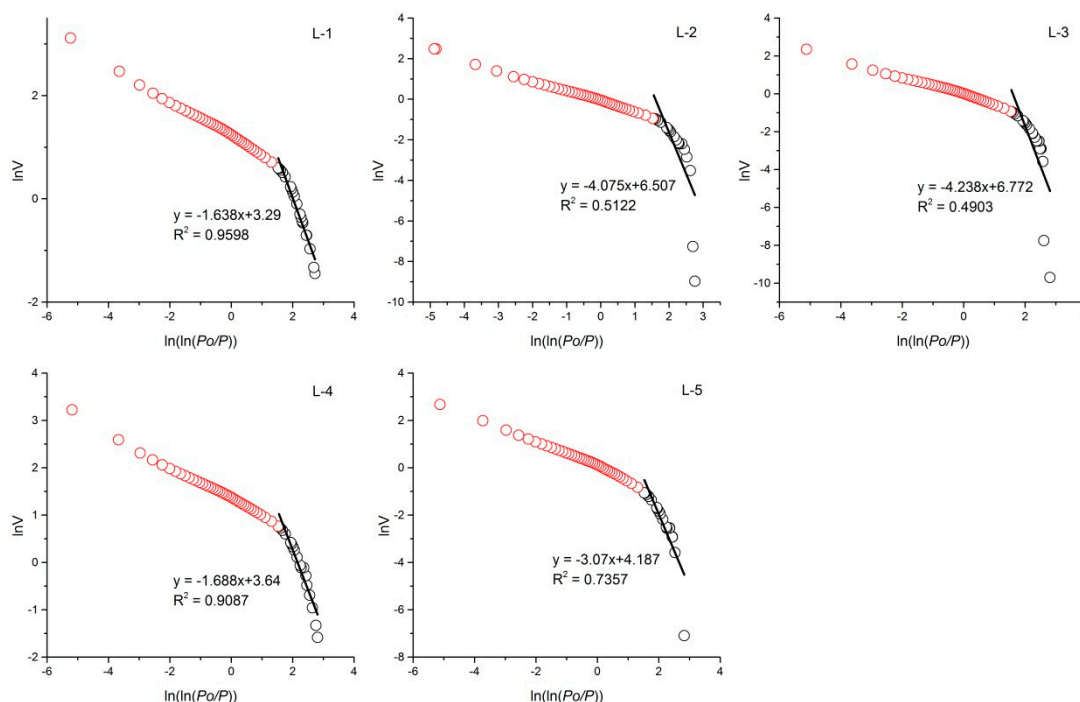 L-1
lnV
2
0
-2
y = -1.638x+3.29
R² = 0.9598
-6 -4 -2 0 2 4
ln(ln(Po/P))
L-2
lnV
4
2
0
-2
-4
-6
-8
-10
y = -4.075x+6.507
R² = 0.5122
-5 -4 -3 -2 -1 0 1 2 3
ln(ln(Po/P))
L-3
lnV
4
2
0
-2
-4
-6
-8
-10
y = -4.238x+6.772
R² = 0.4903
-6 -4 -2 0 2
ln(ln(Po/P))
L-4
lnV
4
3
2
1
0
-1
-2
y = -1.688x+3.64
R² = 0.9087
-6 -4 -2 0 2 4
ln(ln(Po/P))
L-5
lnV
4
2
0
-2
-4
-6
-8
y = -3.07x+4.187
R² = 0.7357
-6 -4 -2 0 2 4
ln(ln(Po/P))